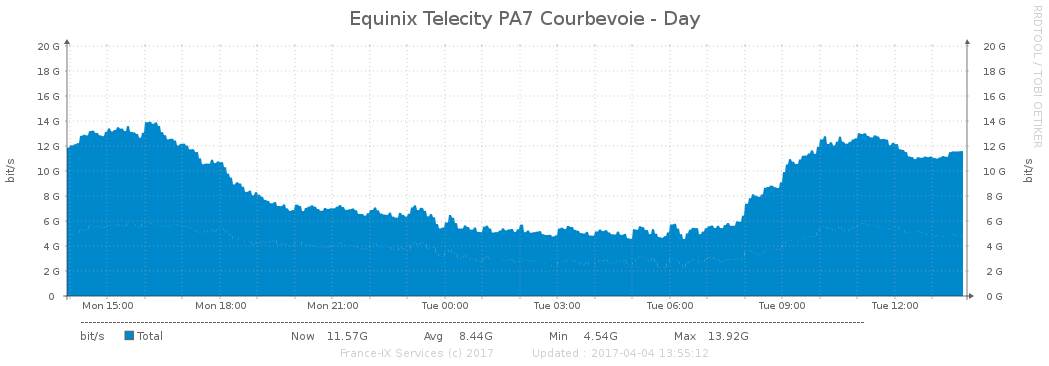 Equinix Telecity PA7 Courbevoie - Day
RRDTOOL / TOBI OETIKER
bit/s
bit/s
20 G 20 G
18 G 18 G
16 G 16 G
14 G 14 G
12 G 12 G
10 G 10 G
8 G 8 G
6 G 6 G
4 G 4 G
2 G 2 G
0 0 G
Mon 15:00 Mon 18:00 Mon 21:00 Tue 00:00 Tue 03:00 Tue 06:00 Tue 09:00 Tue 12:00
bit/s Total Now 11.57G Avg 8.44G Min 4.54G Max 13.92G
France-IX Services (c) 2017 Updated : 2017-04-04 13:55:12